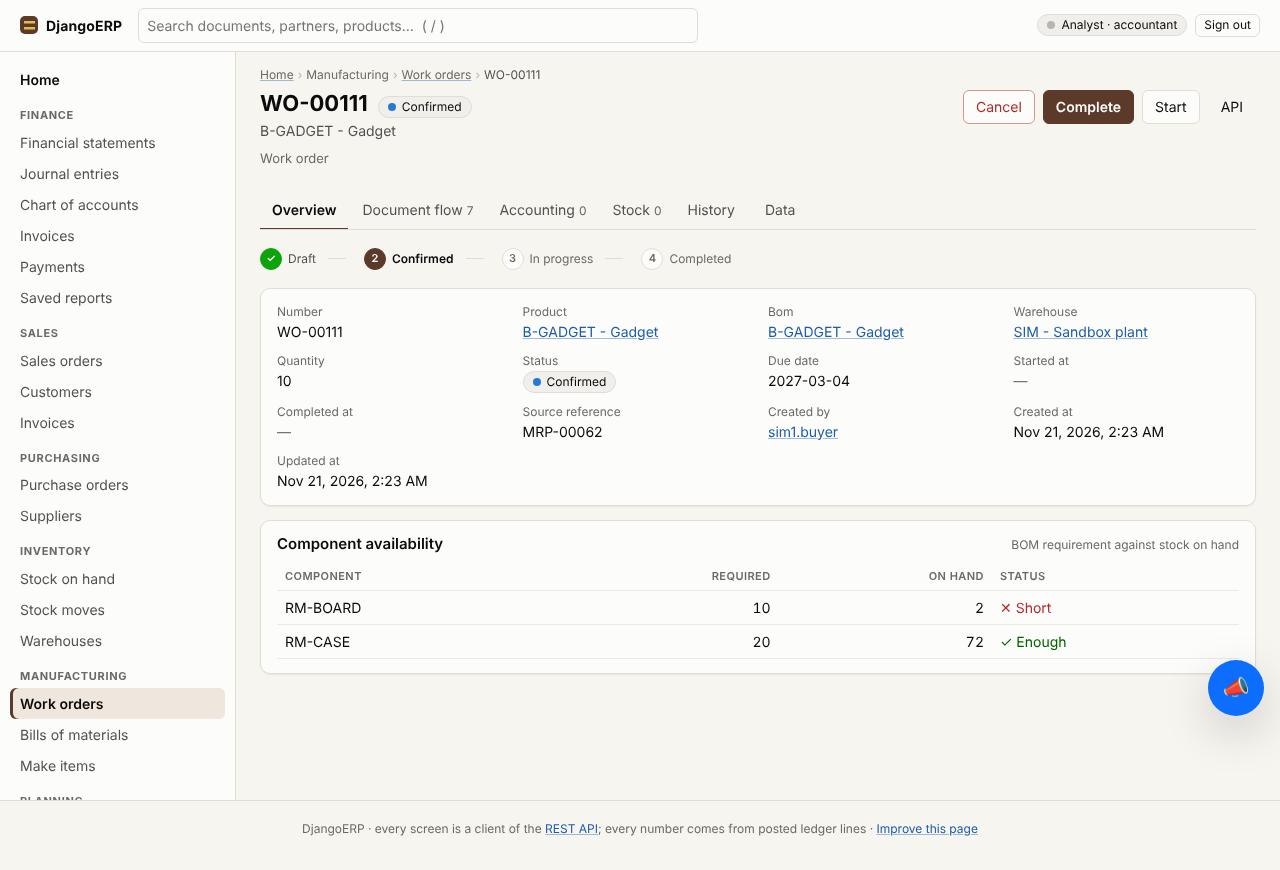 DjangoERP
Search documents, partners, products... ( / )
Analyst · accountant
Sign out
Home
FINANCE
Financial statements
Journal entries
Chart of accounts
Invoices
Payments
Saved reports
SALES
Sales orders
Customers
Invoices
PURCHASING
Purchase orders
Suppliers
INVENTORY
Stock on hand
Stock moves
Warehouses
MANUFACTURING
Work orders
Bills of materials
Make items
PLANNING
Home › Manufacturing › Work orders › WO-00111
WO-00111 Confirmed
Cancel Complete Start API
B-GADGET - Gadget
Work order
Overview Document flow 7 Accounting 0 Stock 0 History Data
Draft 2 Confirmed 3 In progress 4 Completed
Number Product Bom Warehouse
WO-00111 B-GADGET - Gadget B-GADGET - Gadget SIM - Sandbox plant
Quantity Status Due date Started at
10 Confirmed 2027-03-04 —
Completed at Source reference Created by Created at
— MRP-00062 sim1.buyer Nov 21, 2026, 2:23 AM
Updated at
Nov 21, 2026, 2:23 AM
Component availability BOM requirement against stock on hand
COMPONENT REQUIRED ON HAND STATUS
RM-BOARD 10 2 ✕ Short
RM-CASE 20 72 ✓ Enough
DjangoERP · every screen is a client of the REST API; every number comes from posted ledger lines · Improve this page